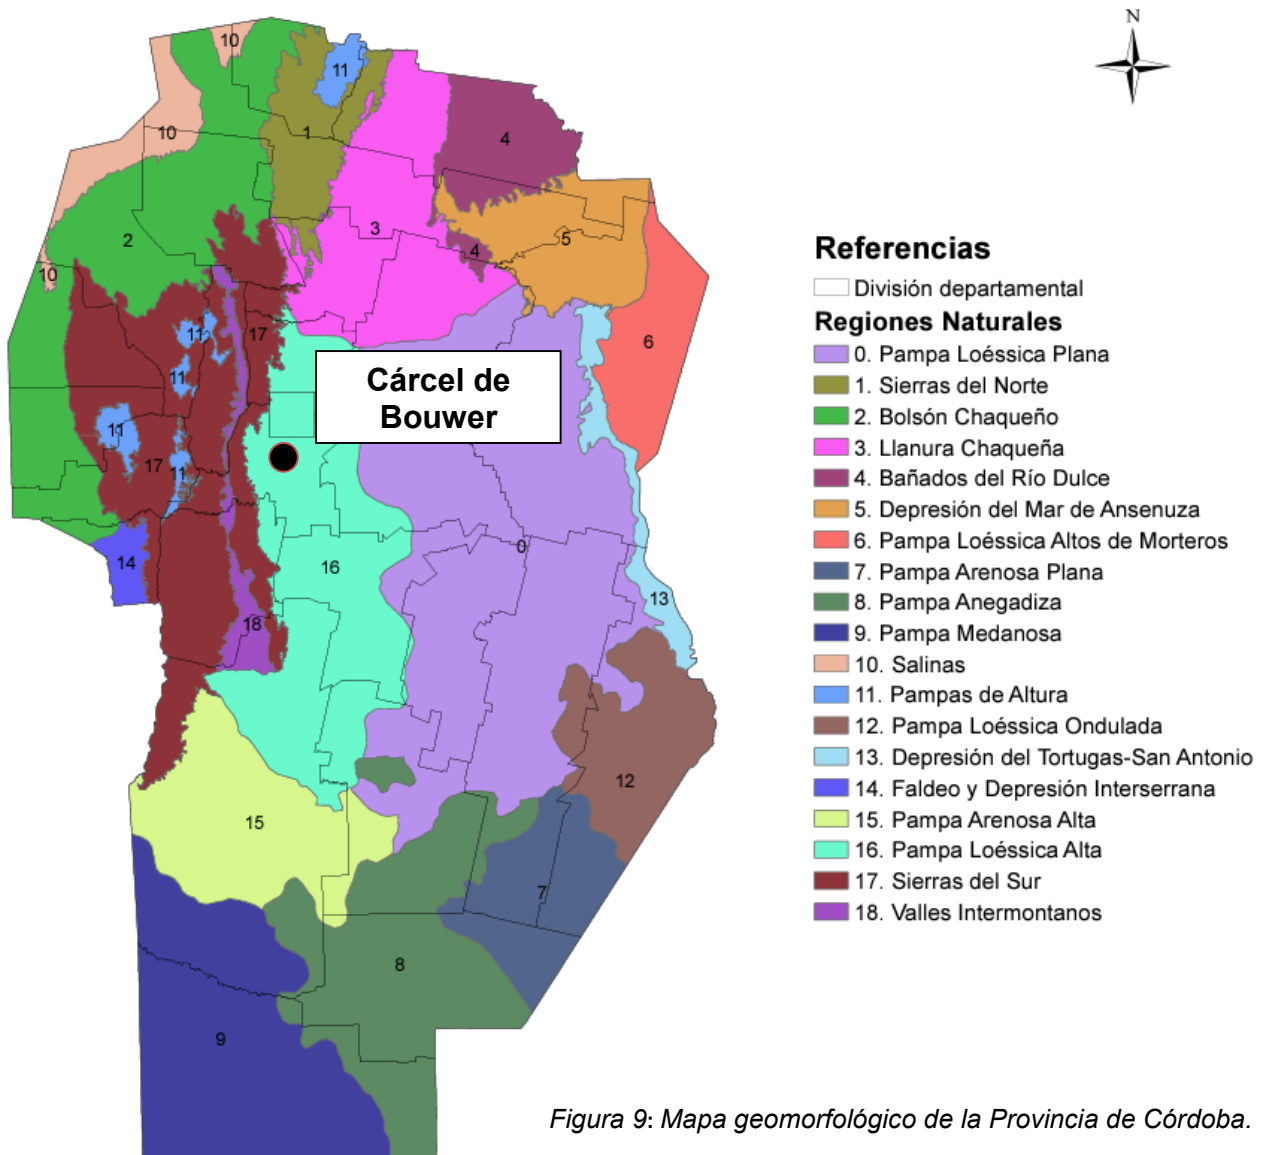 N
10
11
10
1
4
3
2
4
5
10
11
17
6
11
11
17
11
0
14
16
13
18
12
15
7
8
9
Cárcel de
Bouwer
Referencias
División departamental
Regiones Naturales
0. Pampa Loéssica Plana
1. Sierras del Norte
2. Bolsón Chaqueño
3. Llanura Chaqueña
4. Bañados del Río Dulce
5. Depresión del Mar de Ansenuza
6. Pampa Loéssica Altos de Morteros
7. Pampa Arenosa Plana
8. Pampa Anegadiza
9. Pampa Medanosa
10. Salinas
11. Pampas de Altura
12. Pampa Loéssica Ondulada
13. Depresión del Tortugas-San Antonio
14. Faldeo y Depresión Interserrana
15. Pampa Arenosa Alta
16. Pampa Loéssica Alta
17. Sierras del Sur
18. Valles Intermontanos
Figura 9: Mapa geomorfológico de la Provincia de Córdoba.